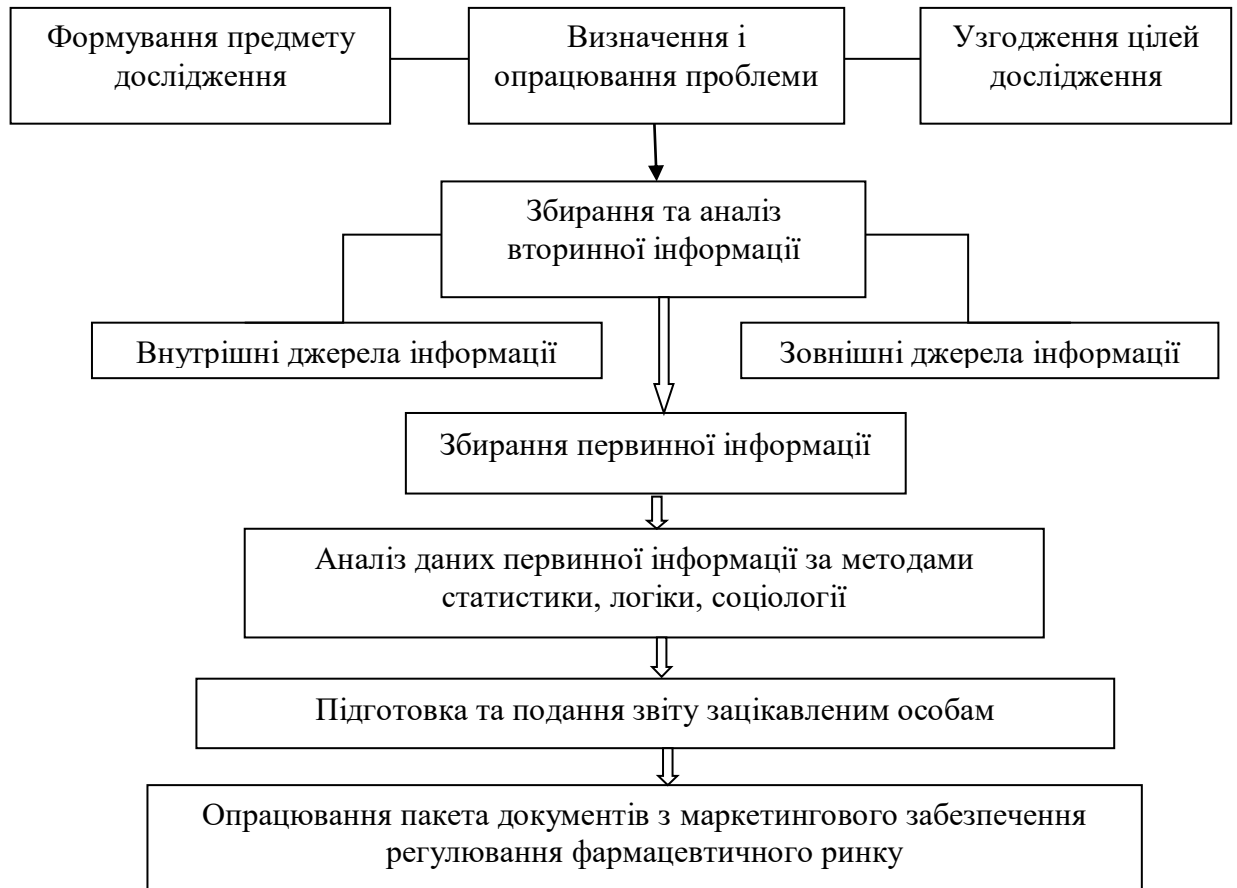 Формування предмету
дослідження
Визначення і
опрацювання проблеми
Узгодження цілей
дослідження
Збирання та аналіз
вторинної інформації
Внутрішні джерела інформації
Зовнішні джерела інформації
Збирання первинної інформації
Аналіз даних первинної інформації за методами
статистики, логіки, соціології
Підготовка та подання звіту зацікавленим особам
Опрацювання пакета документів з маркетингового забезпечення
регулювання фармацевтичного ринку